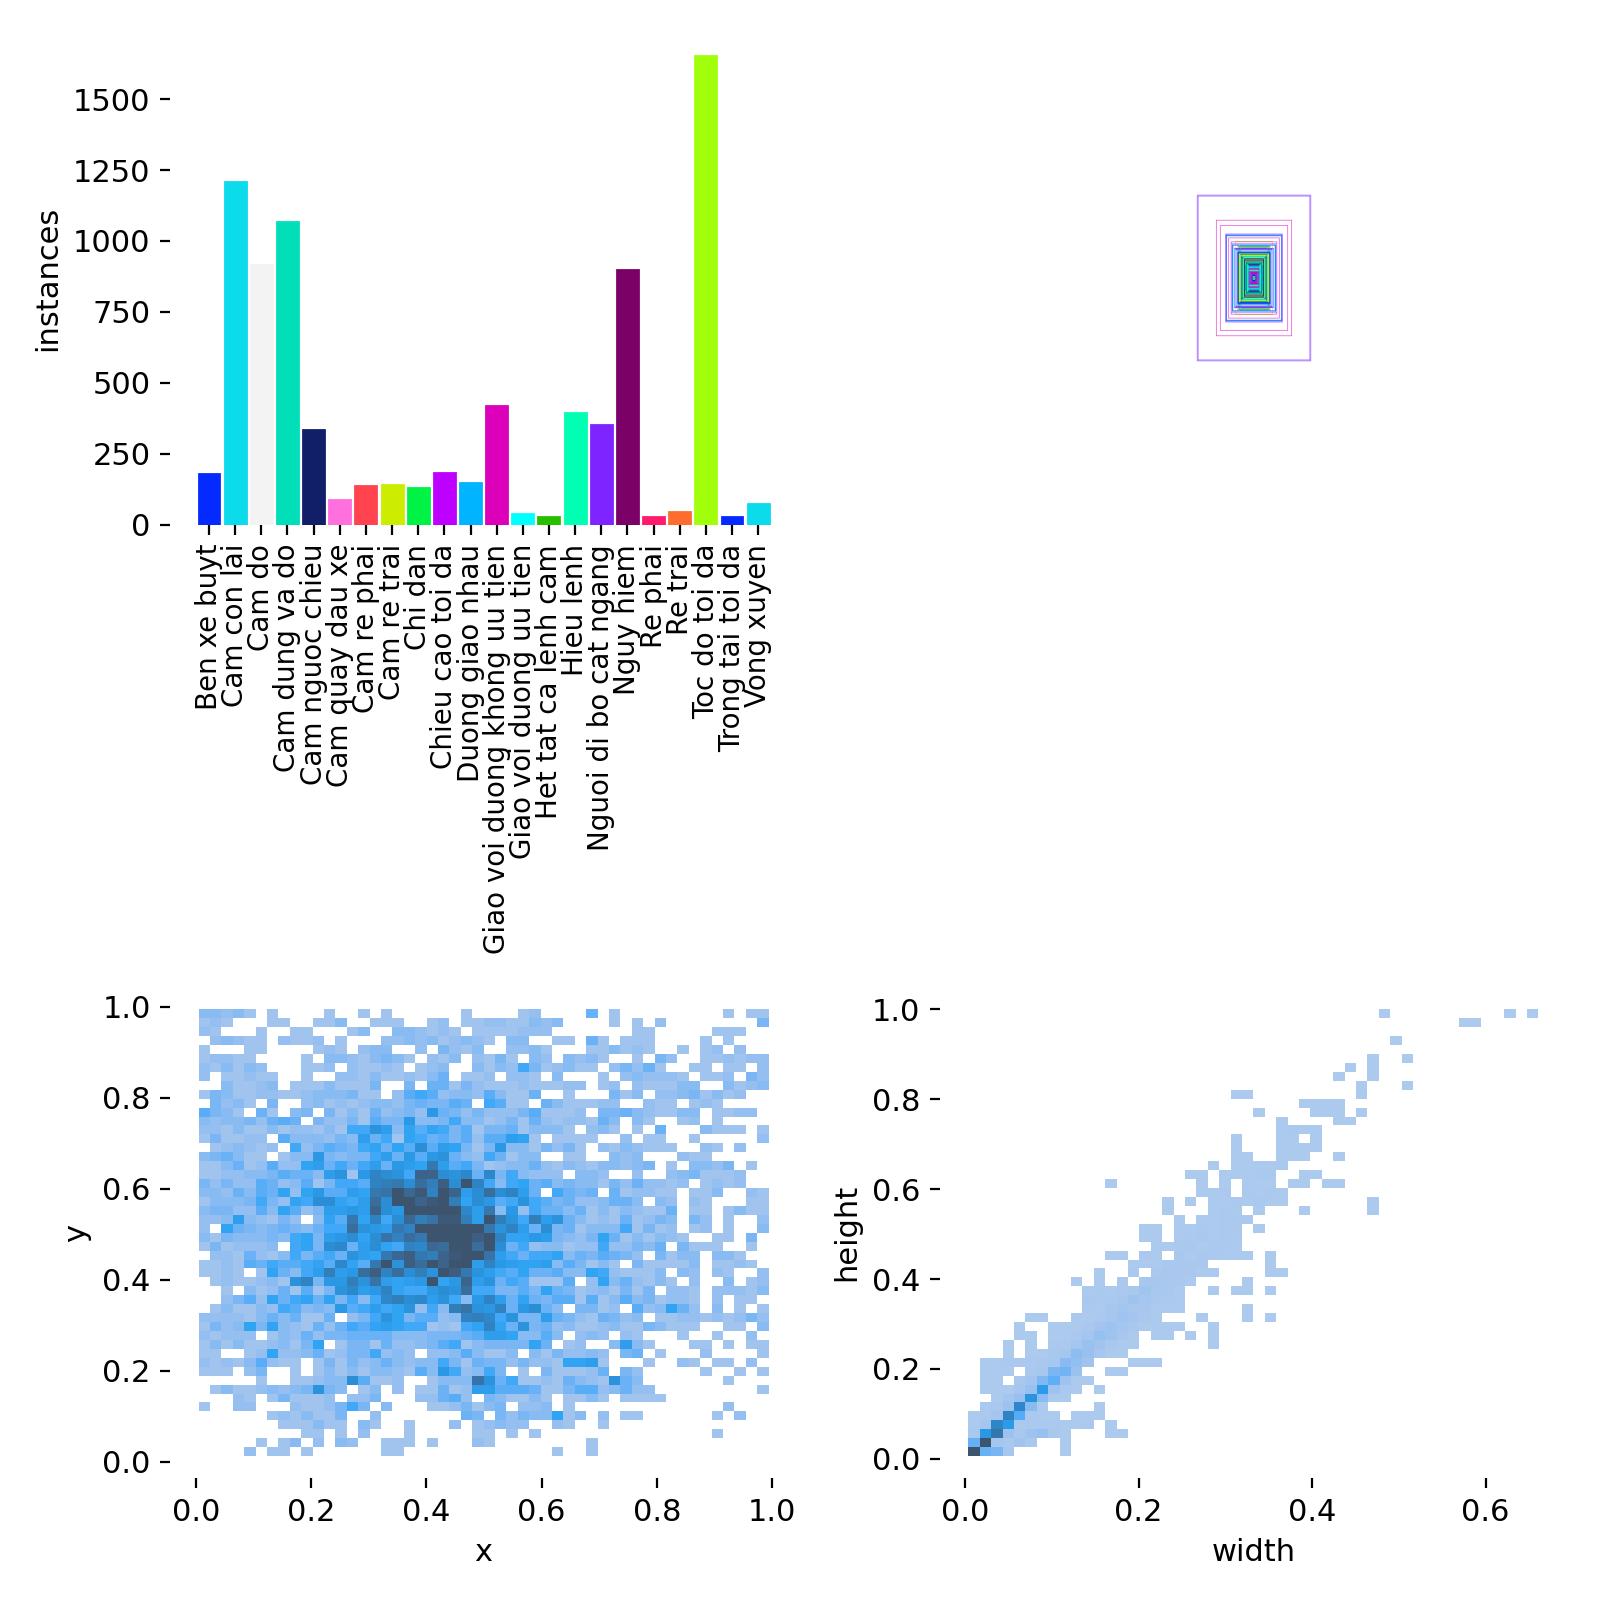 instances
1500
1250
1000
750
500
250
0
Ben xe buyt
Cam con lai
Cam do
Cam dung va do
Cam nguoc chieu
Cam quay dau xe
Cam re phai
Cam re trai
Chi dan
Chieu cao toi da
Duong giao nhau
Giao voi duong khong uu tien
Giao voi duong uu tien
Het tat ca lenh cam
Hieu lenh
Nguoi di bo cat ngang
Nguy hiem
Re phai
Re trai
Toc do toi da
Trong tai toi da
Vong xuyen
y
1.0
0.8
0.6
0.4
0.2
0.0
0.0 0.2 0.4 0.6 0.8 1.0
x
height
1.0
0.8
0.6
0.4
0.2
0.0
0.0 0.2 0.4 0.6
width